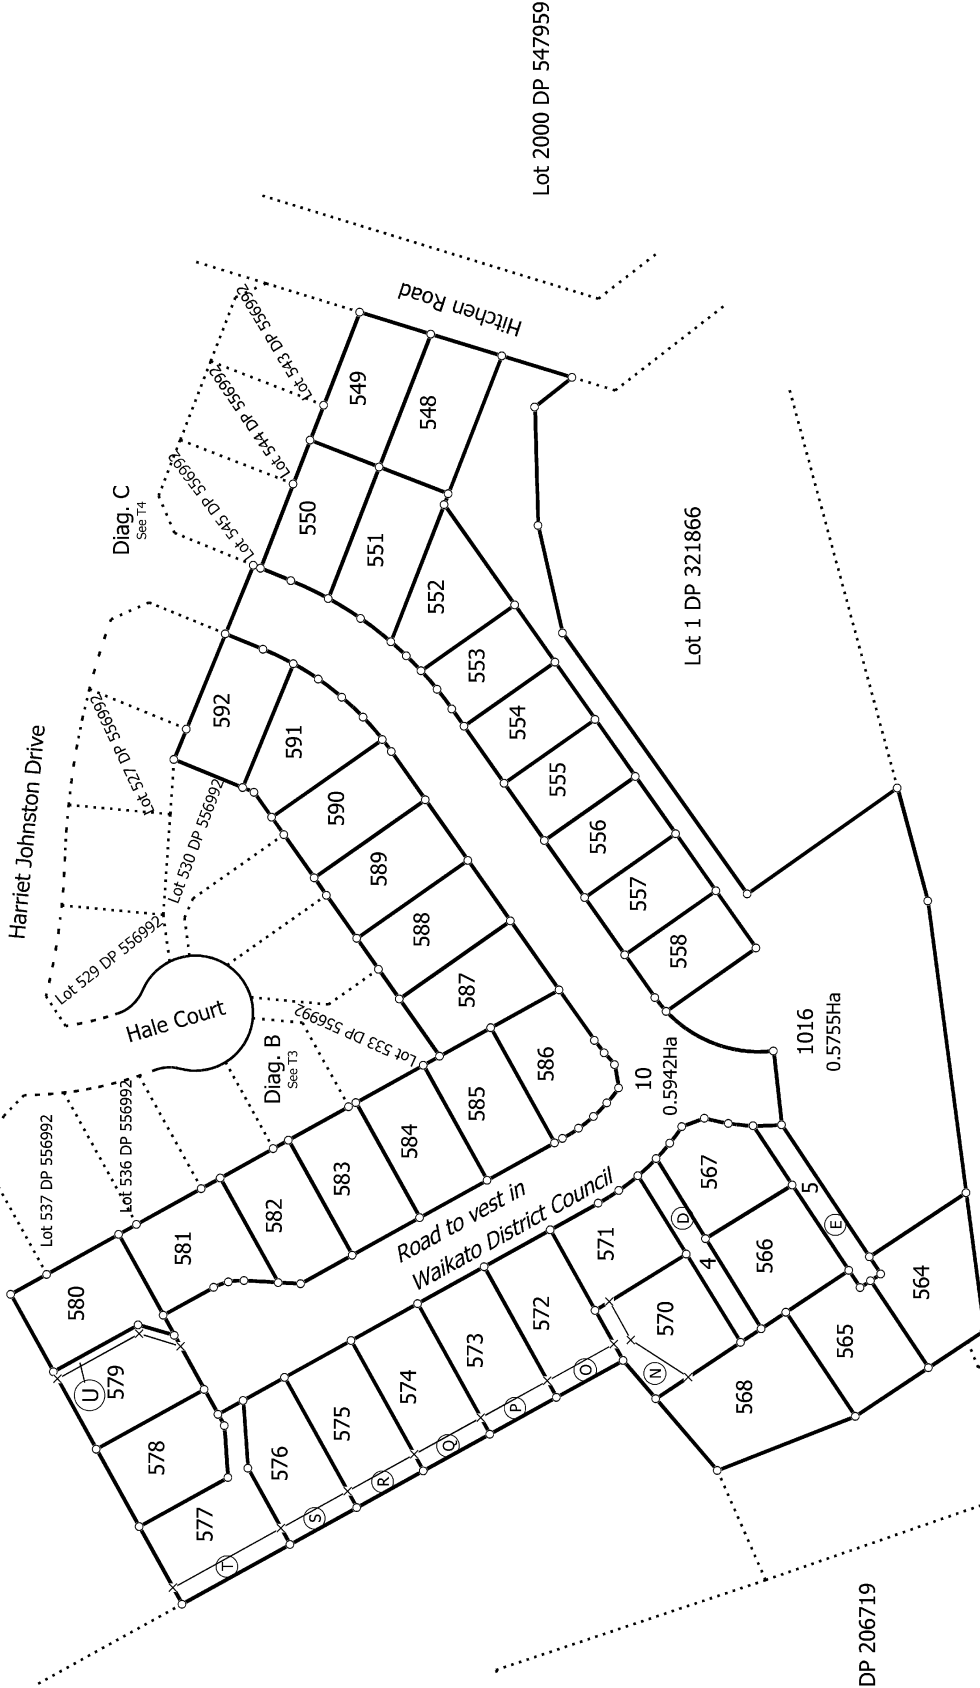 Lot 2000 DP 547959
Hitchen Road
Lot 543 DP 556992
Lot 544 DP 556992
Lot 545 DP 556992
Diag. C
See T4
549
548
550
551
552
553
554
555
556
557
558
Lot 1 DP 321866
Harriet Johnston Drive
Lot 527 DP 556992
Lot 530 DP 556992
Lot 529 DP 556992
Hale Court
Diag. B
See T3
Lot 533 DP 556992
Lot 536 DP 556992
Lot 537 DP 556992
592
591
590
589
588
587
586
585
584
583
582
581
580
579
578
577
576
575
574
573
572
571
570
568
567
566
565
564
10
0.5942Ha
1016
0.5755Ha
Road to vest in
Waikato District Council
4
5
D
E
N
O
P
Q
R
S
T
U
DP 206719